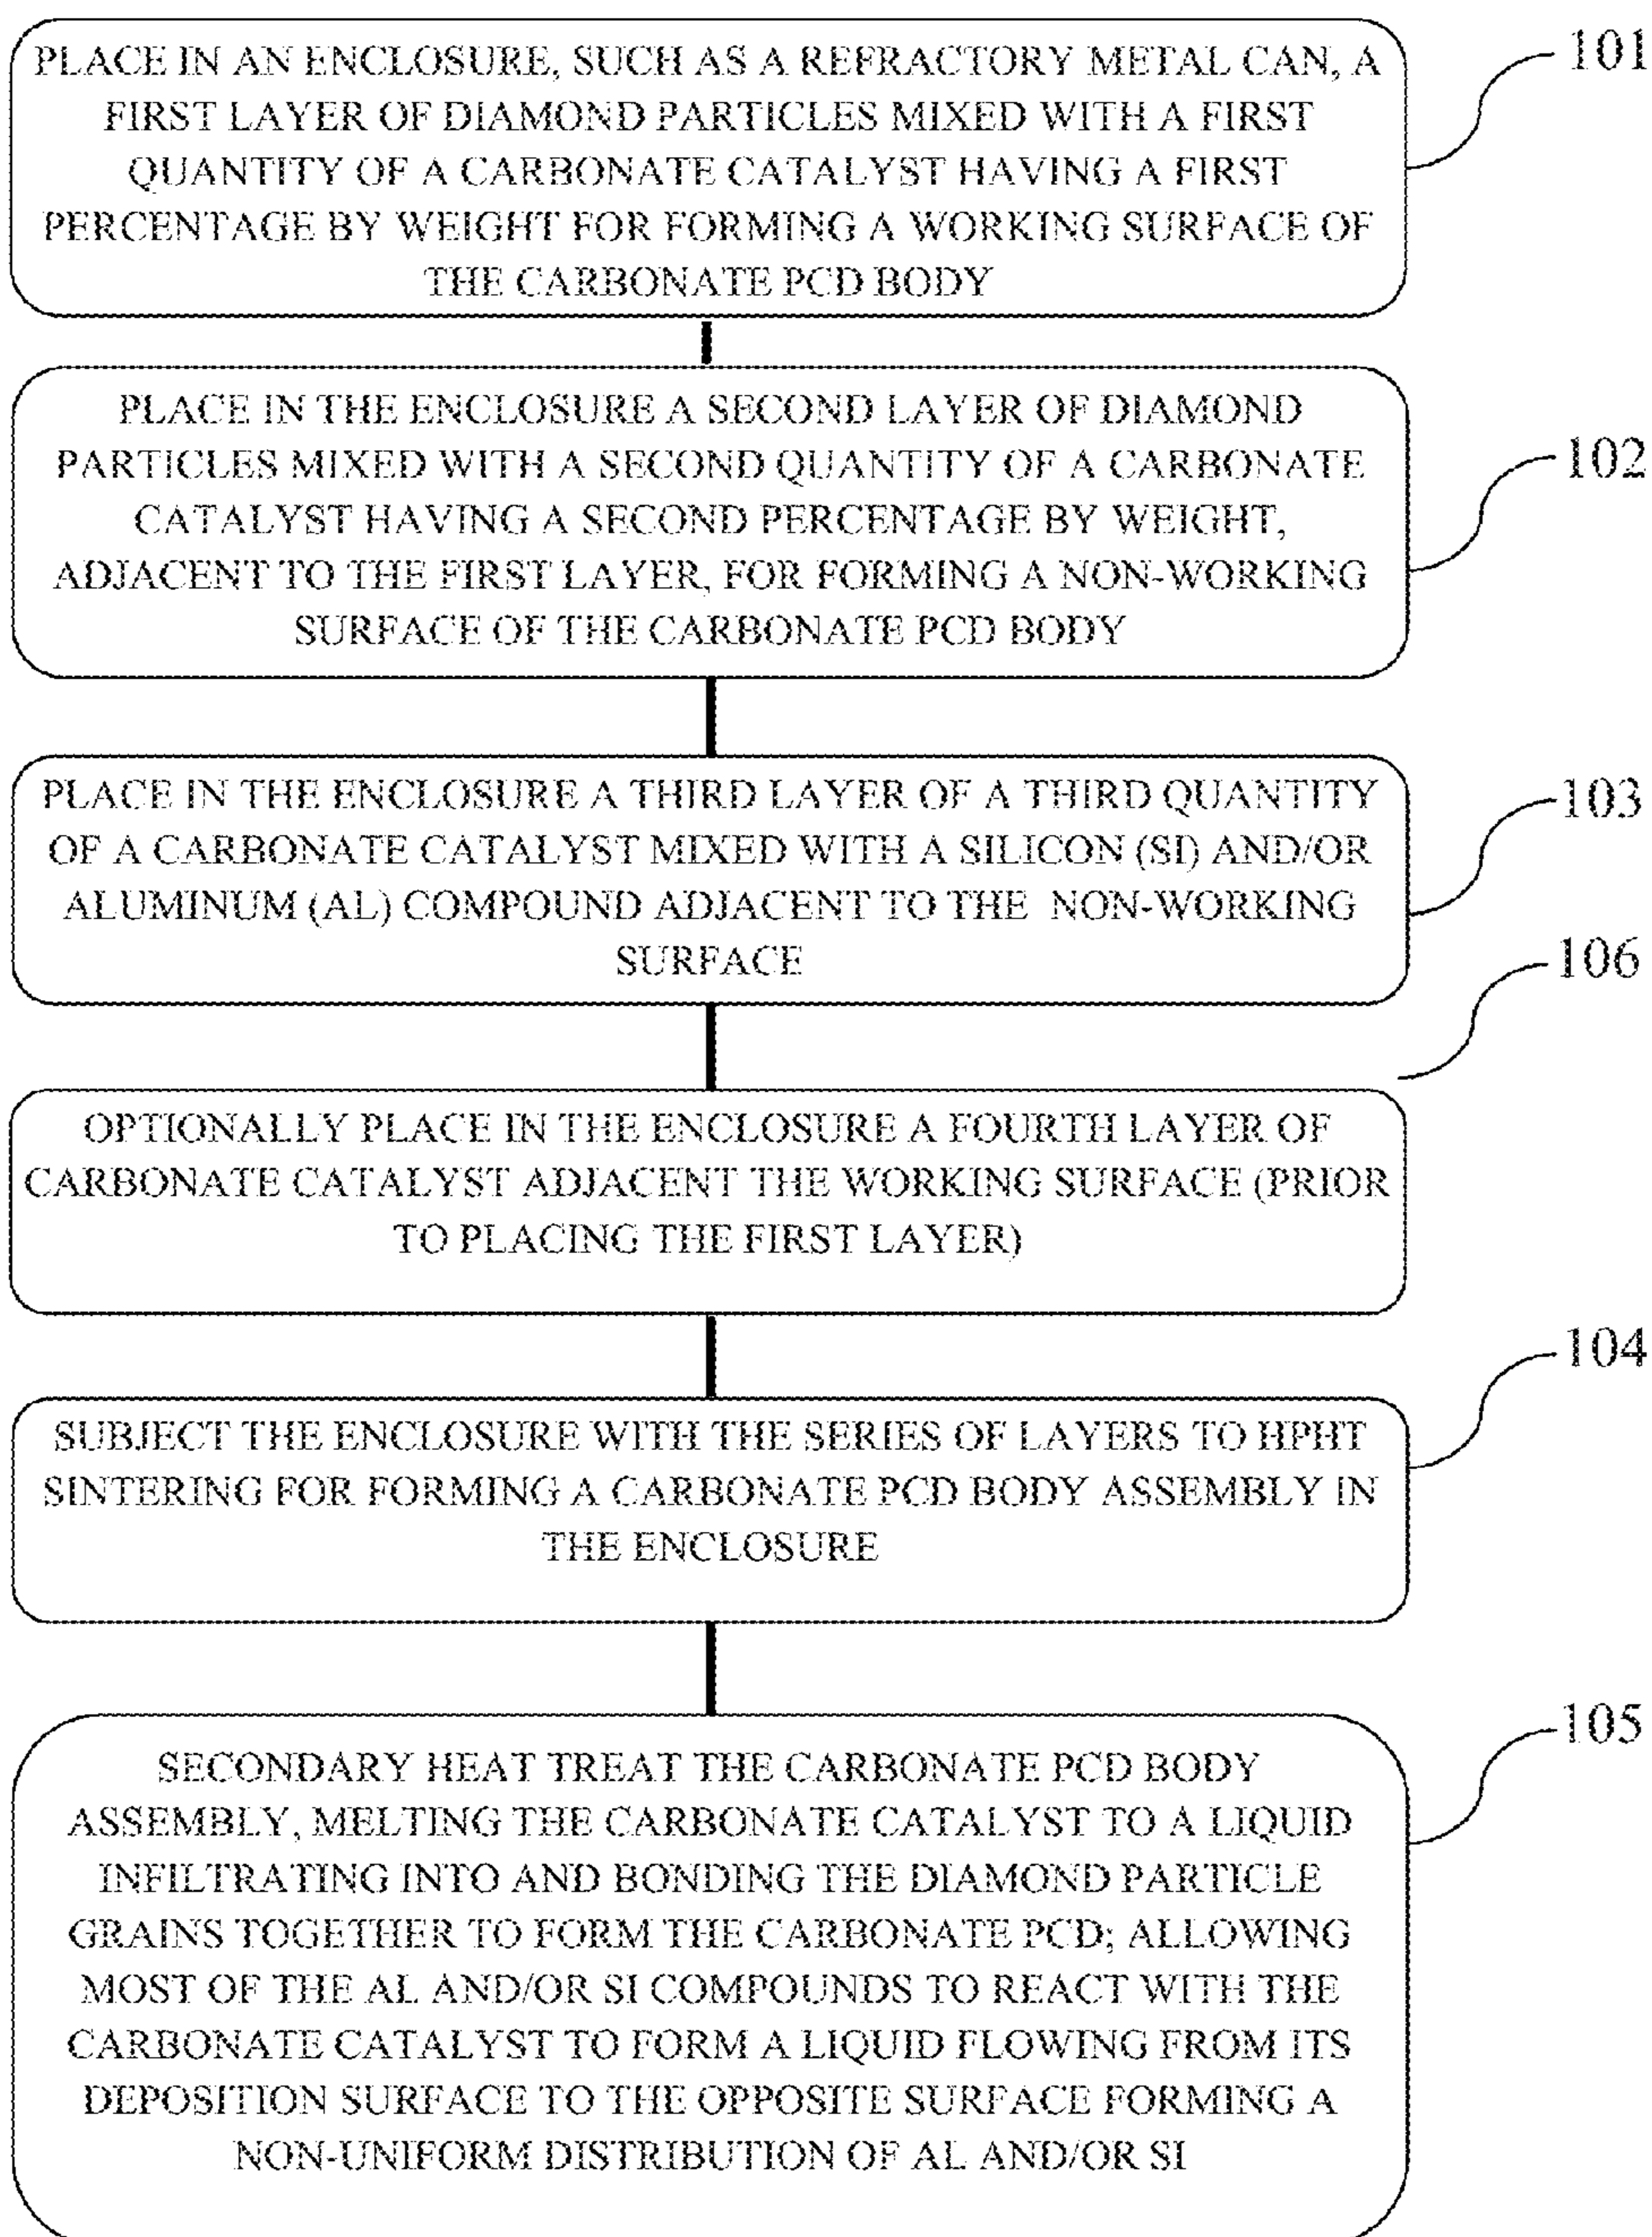 PLACE IN AN ENCLOSURE, SUCH AS A REFRACTORY METAL CAN, A
FIRST LAYER OF DIAMOND PARTICLES MIXED WITH A FIRST
QUANTITY OF A CARBONATE CATALYST HAVING A FIRST
PERCENTAGE BY WEIGHT FOR FORMING A WORKING SURFACE OF
THE CARBONATE PCD BODY
101
PLACE IN THE ENCLOSURE A SECOND LAYER OF DIAMOND
PARTICLES MIXED WITH A SECOND QUANTITY OF A CARBONATE
CATALYST HAVING A SECOND PERCENTAGE BY WEIGHT,
ADJACENT TO THE FIRST LAYER, FOR FORMING A NON-WORKING
SURFACE OF THE CARBONATE PCD BODY
102
PLACE IN THE ENCLOSURE A THIRD LAYER OF A THIRD QUANTITY
OF A CARBONATE CATALYST MIXED WITH A SILICON (SI) AND/OR
ALUMINUM (AL) COMPOUND ADJACENT TO THE NON-WORKING
SURFACE
103
OPTIONALLY PLACE IN THE ENCLOSURE A FOURTH LAYER OF
CARBONATE CATALYST ADJACENT THE WORKING SURFACE (PRIOR
TO PLACING THE FIRST LAYER)
106
SUBJECT THE ENCLOSURE WITH THE SERIES OF LAYERS TO HPHT
SINTERING FOR FORMING A CARBONATE PCD BODY ASSEMBLY IN
THE ENCLOSURE
104
SECONDARY HEAT TREAT THE CARBONATE PCD BODY
ASSEMBLY, MELTING THE CARBONATE CATALYST TO A LIQUID
INFILTRATING INTO AND BONDING THE DIAMOND PARTICLE
GRAINS TOGETHER TO FORM THE CARBONATE PCD; ALLOWING
MOST OF THE AL AND/OR SI COMPOUNDS TO REACT WITH THE
CARBONATE CATALYST TO FORM A LIQUID FLOWING FROM ITS
DEPOSITION SURFACE TO THE OPPOSITE SURFACE FORMING A
NON-UNIFORM DISTRIBUTION OF AL AND/OR SI
105